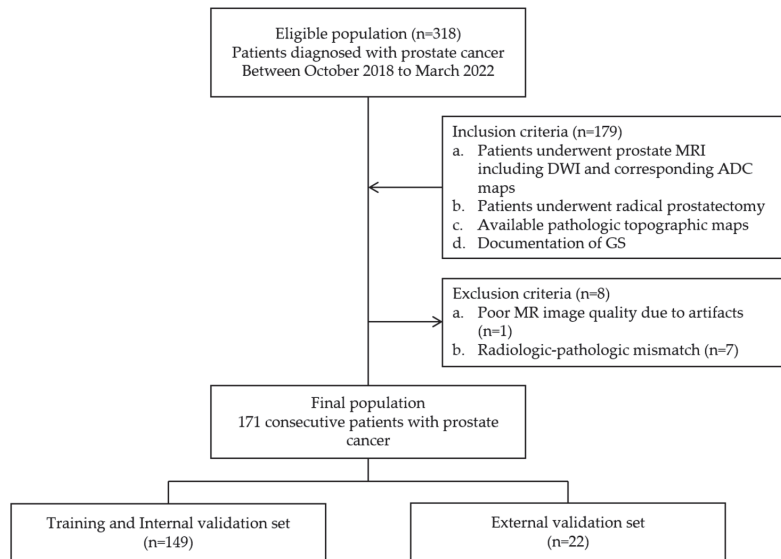 Eligible population (n=318)
Patients diagnosed with prostate cancer
Between October 2018 to March 2022
Inclusion criteria (n=179)
a. Patients underwent prostate MRI
including DWI and corresponding ADC
maps
b. Patients underwent radical prostatectomy
c. Available pathologic topographic maps
d. Documentation of GS
Exclusion criteria (n=8)
a. Poor MR image quality due to artifacts
(n=1)
b. Radiologic-pathologic mismatch (n=7)
Final population
171 consecutive patients with prostate
cancer
Training and Internal validation set
(n=149)
External validation set
(n=22)